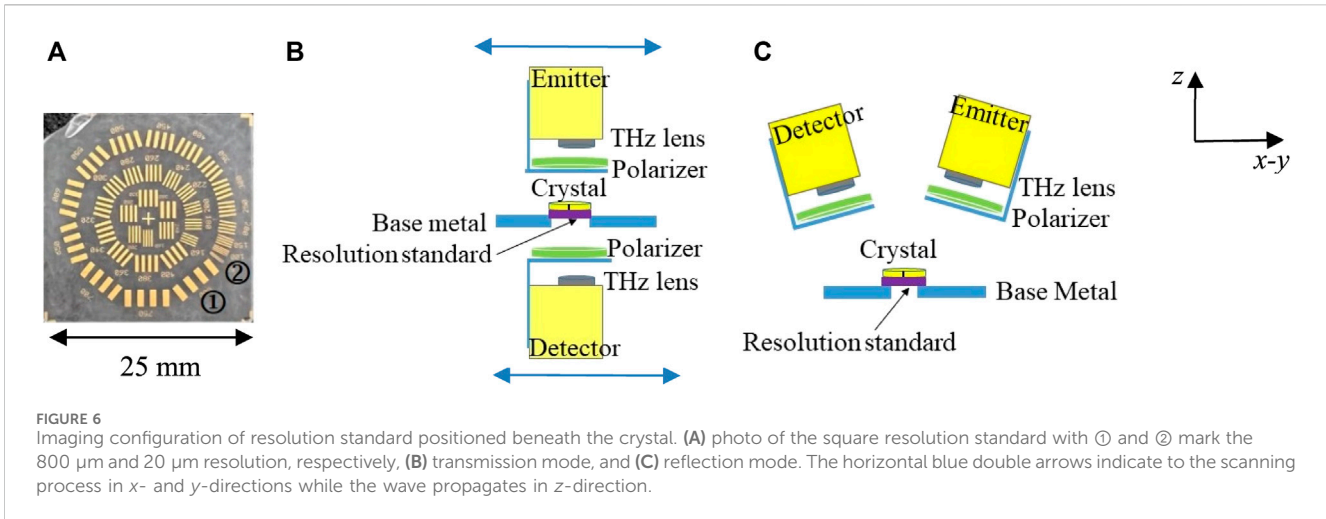 A
25 mm
①
②
B
Emitter
THz lens
Polarizer
Crystal
Base metal
Resolution standard
Polarizer
THz lens
Detector
C
Detector
Emitter
THz lens
Polarizer
Crystal
Base Metal
Resolution standard
z
x-y
FIGURE 6
Imaging configuration of resolution standard positioned beneath the crystal. (A) photo of the square resolution standard with ① and ② mark the
800 μm and 20 μm resolution, respectively, (B) transmission mode, and (C) reflection mode. The horizontal blue double arrows indicate to the scanning
process in x- and y-directions while the wave propagates in z-direction.